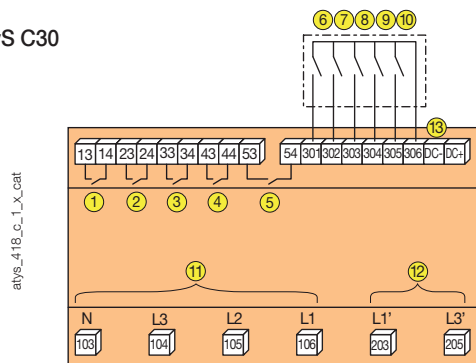 S C30
6 7 8 9 10
13
13 14 23 24 33 34 43 44 53 54 301 302 303 304 305 306 DC- DC+
1 2 3 4 5
atys_418_c_1_x_cat
11 12
N L3 L2 L1 L1' L3'
103 104 105 106 203 205